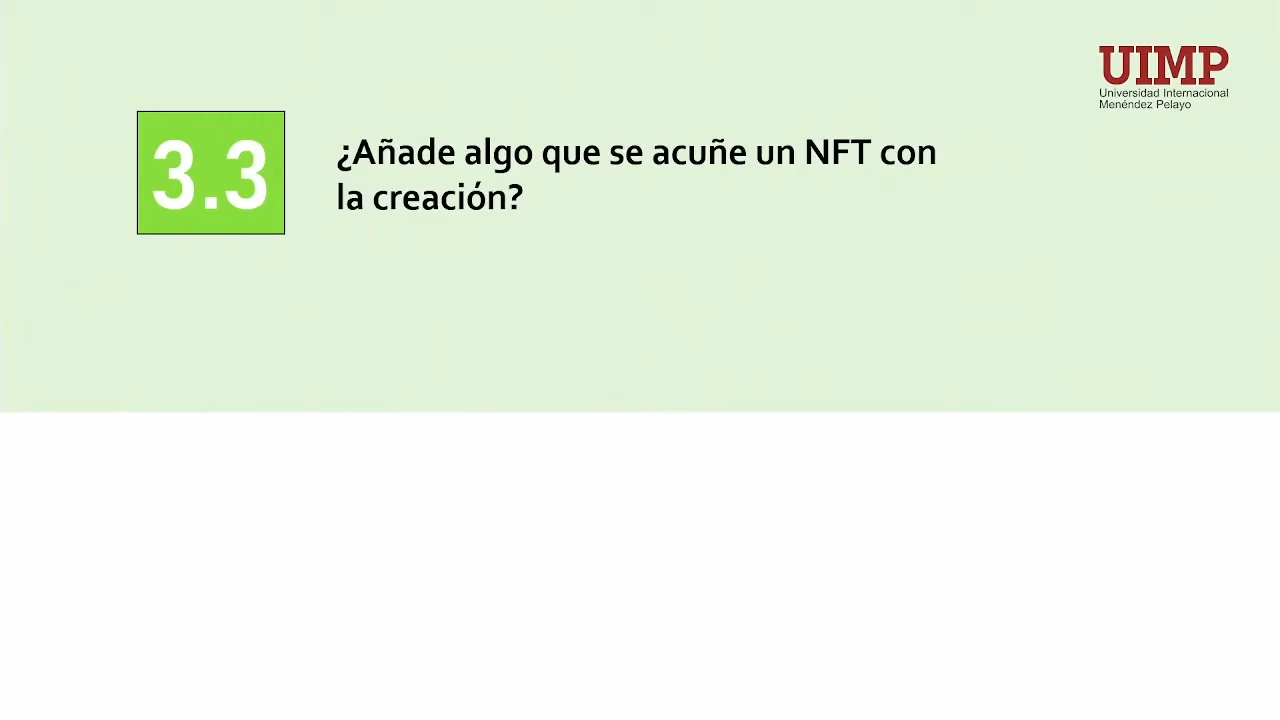 UIMP
Universidad Internacional
Menéndez Pelayo
3.3
¿Añade algo que se acuñe un NFT con
la creación?